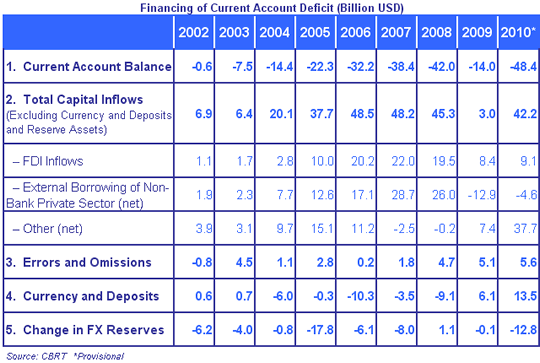 Financing of Current Account Deficit (Billion USD)
2002 2003 2004 2005 2006 2007 2008 2009 2010*
1. Current Account Balance -0.6 -7.5 -14.4 -22.3 -32.2 -38.4 -42.0 -14.0 -48.4
2. Total Capital Inflows
(Excluding Currency and Deposits
and Reserve Assets) 6.9 6.4 20.1 37.7 48.5 48.2 45.3 3.0 42.2
– FDI Inflows 1.1 1.7 2.8 10.0 20.2 22.0 19.5 8.4 9.1
– External Borrowing of Non-
Bank Private Sector (net) 1.9 2.3 7.7 12.6 17.1 28.7 26.0 -12.9 -4.6
– Other (net) 3.9 3.1 9.7 15.1 11.2 -2.5 -0.2 7.4 37.7
3. Errors and Omissions -0.8 4.5 1.1 2.8 0.2 1.8 4.7 5.1 5.6
4. Currency and Deposits 0.6 0.7 -6.0 -0.3 -10.3 -3.5 -9.1 6.1 13.5
5. Change in FX Reserves -6.2 -4.0 -0.8 -17.8 -6.1 -8.0 1.1 -0.1 -12.8
Source: CBRT *Provisional